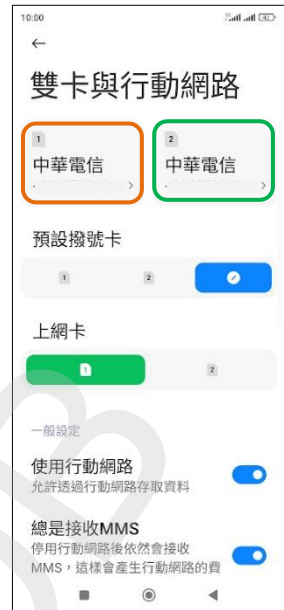 10:00
雙卡與行動網路
1
中華電信
2
中華電信
預設撥號卡
1
2
上網卡
1
2
一般設定
使用行動網路
允許透過行動網路存取資料
總是接收MMS
停用行動網路後依然會接收
MMS，這樣會產生行動網路的費